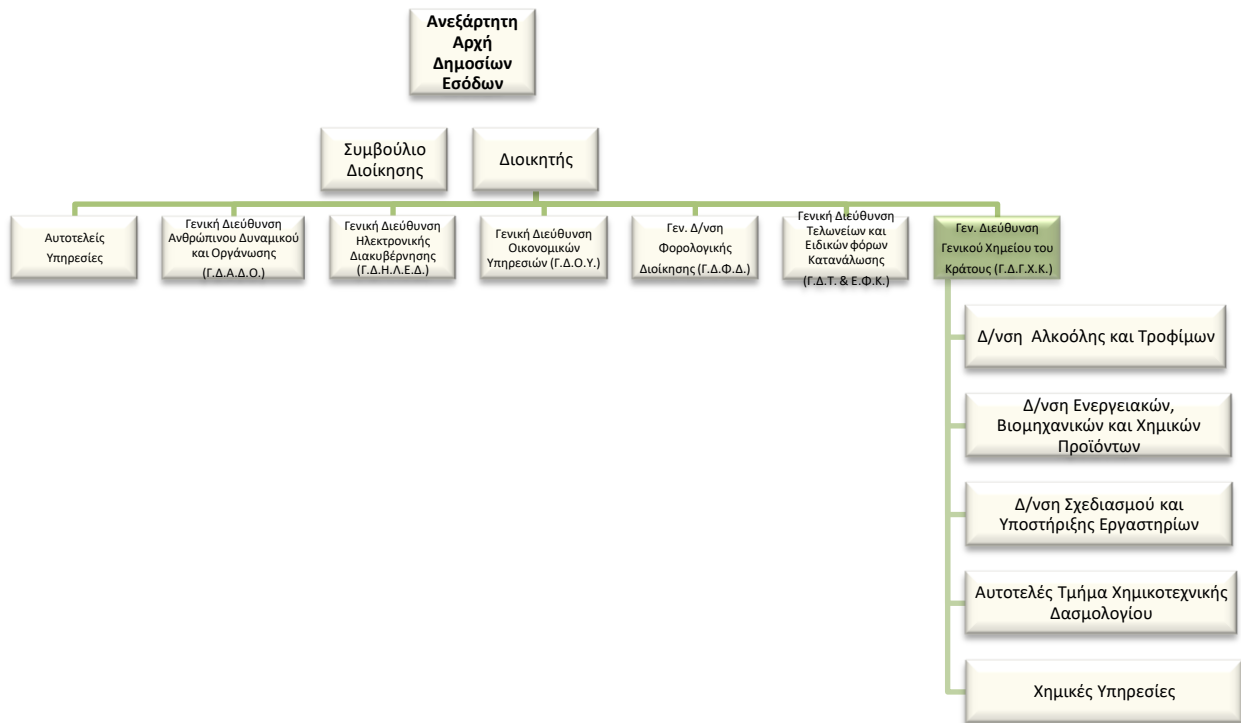 Ανεξάρτητη
Αρχή
Δημοσίων
Εσόδων
Συμβούλιο
Διοίκησης
Διοικητής
Αυτοτελείς
Υπηρεσίες
Γενική Διεύθυνση
Ανθρώπινου Δυναμικού
και Οργάνωσης
(Γ.Δ.Α.Δ.Ο.)
Γενική Διεύθυνση
Ηλεκτρονικής
Διακυβέρνησης
(Γ.Δ.Η.Λ.Ε.Δ.)
Γενική Διεύθυνση
Οικονομικών
Υπηρεσιών (Γ.Δ.Ο.Υ.)
Γεν. Δ/νση
Φορολογικής
Διοίκησης (Γ.Δ.Φ.Δ.)
Γενική Διεύθυνση
Τελωνείων και
Ειδικών φόρων
Κατανάλωσης
(Γ.Δ.Τ. & Ε.Φ.Κ.)
Γεν. Διεύθυνση
Γενικού Χημείου του
Κράτους (Γ.Δ.Γ.Χ.Κ.)
Δ/νση Αλκοόλης και Τροφίμων
Δ/νση Ενεργειακών,
Βιομηχανικών και Χημικών
Προϊόντων
Δ/νση Σχεδιασμού και
Υποστήριξης Εργαστηρίων
Αυτοτελές Τμήμα Χημικοτεχνικής
Δασμολογίου
Χημικές Υπηρεσίες